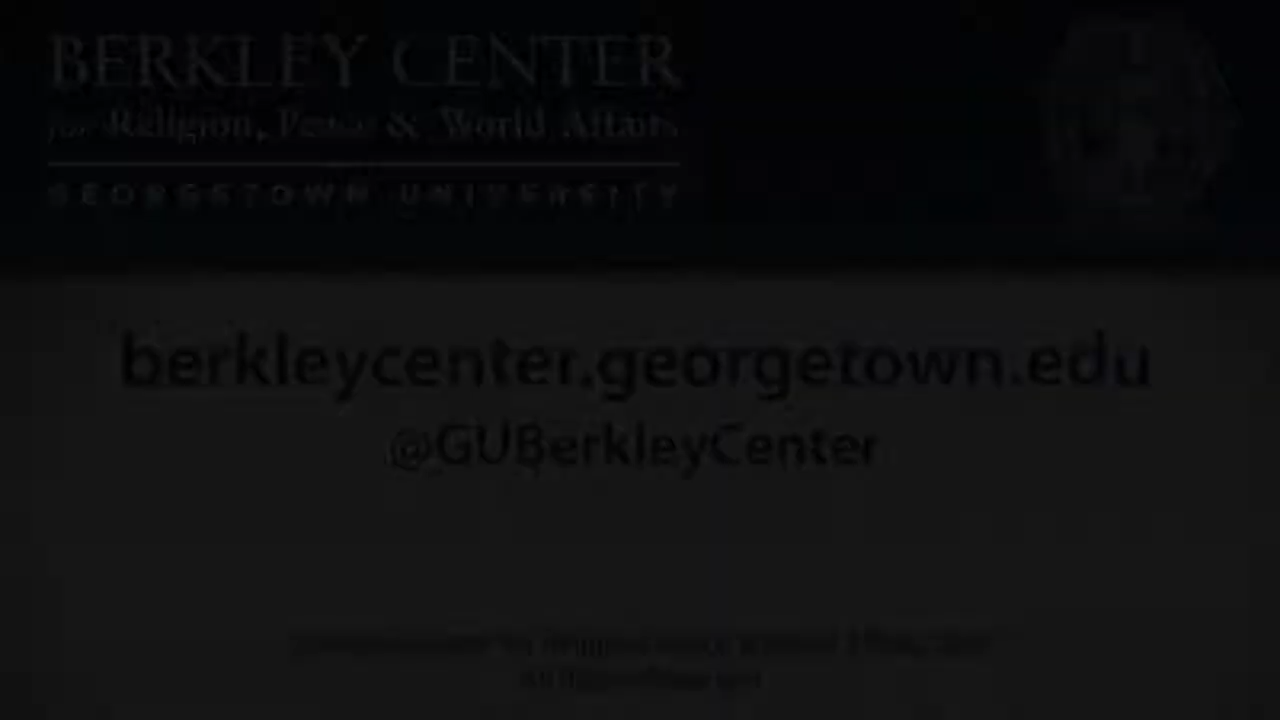 BERKLEY CENTER
for Religion, Peace & World Affairs
GEORGETOWN UNIVERSITY
berkleycenter.georgetown.edu
@GUBerkleyCenter